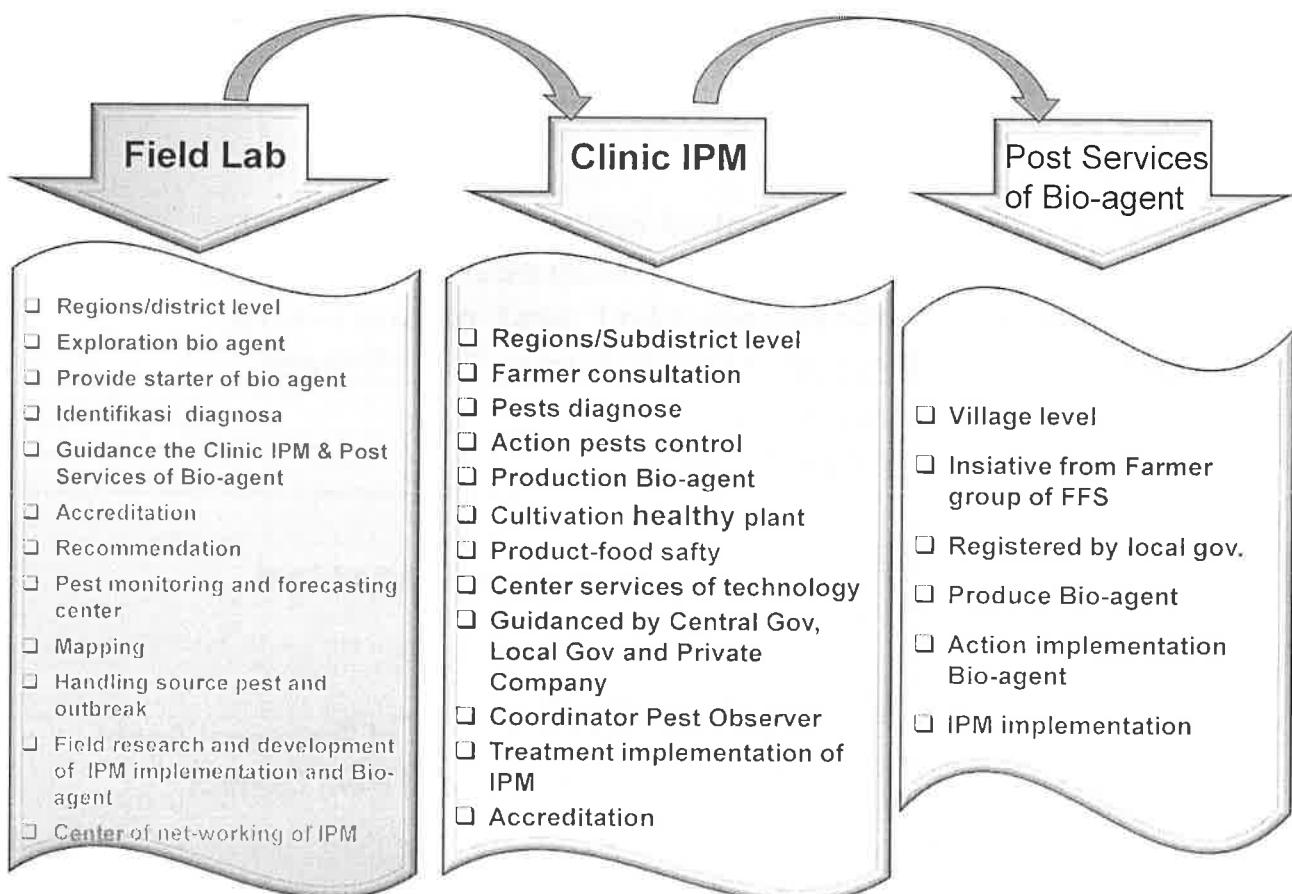 Field Lab
❑ Regions/district level
❑ Exploration bio agent
❑ Provide starter of bio agent
❑ Identifikasi diagnosa
❑ Guidance the Clinic IPM & Post
Services of Bio-agent
❑ Accreditation
❑ Recommendation
❑ Pest monitoring and forecasting
center
❑ Mapping
❑ Handling source pest and
outbreak
❑ Field research and development
of IPM implementation and Bio-
agent
❑ Center of net-working of IPM
Clinic IPM
❑ Regions/Subdistrict level
❑ Farmer consultation
❑ Pests diagnose
❑ Action pests control
❑ Production Bio-agent
❑ Cultivation healthy plant
❑ Product-food safty
❑ Center services of technology
❑ Guidanced by Central Gov,
Local Gov and Private
Company
❑ Coordinator Pest Observer
❑ Treatment implementation of
IPM
❑ Accreditation
Post Services
of Bio-agent
❑ Village level
❑ Insiative from Farmer
group of FFS
❑ Registered by local gov.
❑ Produce Bio-agent
❑ Action implementation
Bio-agent
❑ IPM implementation